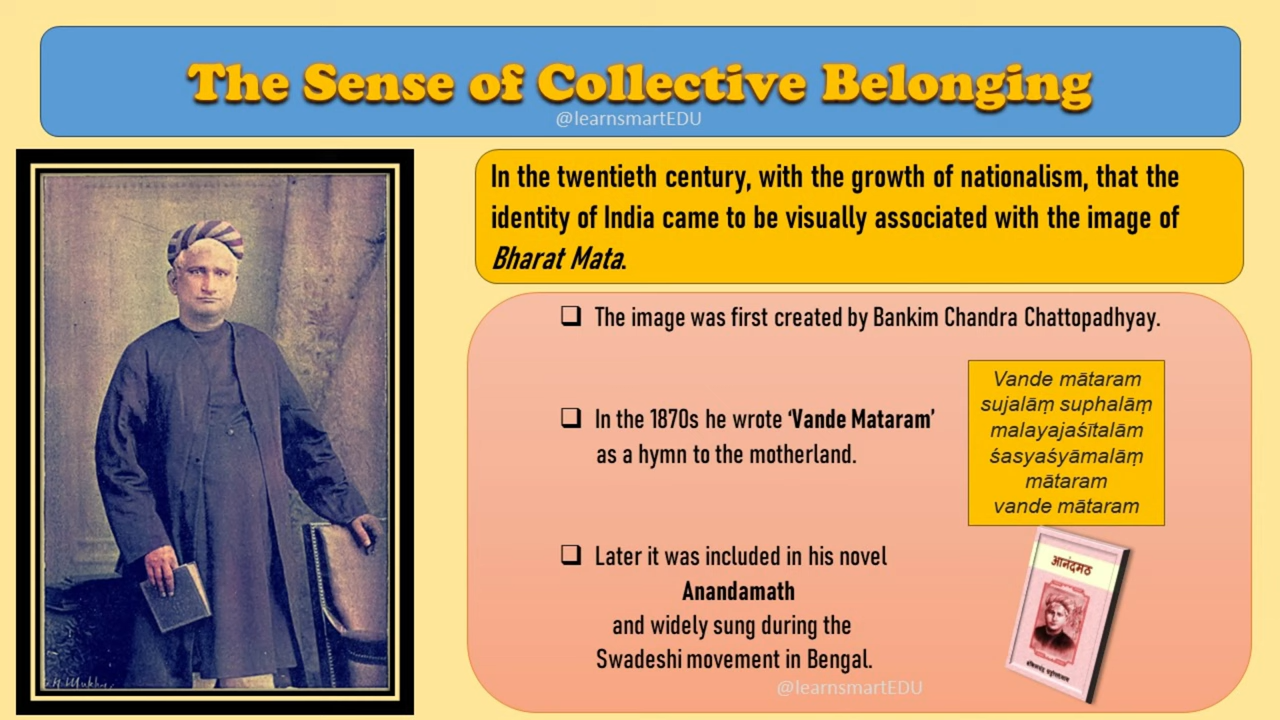 The Sense of Collective Belonging
@learnsmartEDU
In the twentieth century, with the growth of nationalism, that the
identity of India came to be visually associated with the image of
Bharat Mata.
❑ The image was first created by Bankim Chandra Chattopadhyay.
❑ In the 1870s he wrote ‘Vande Mataram’
as a hymn to the motherland.
Vande mātaram
sujalāṃ suphalāṃ
malayajaśītalām
śasyaśyāmalāṃ
mātaram
vande mātaram
❑ Later it was included in his novel
Anandamath
and widely sung during the
Swadeshi movement in Bengal.
आनंदमठ
@learnsmartEDU